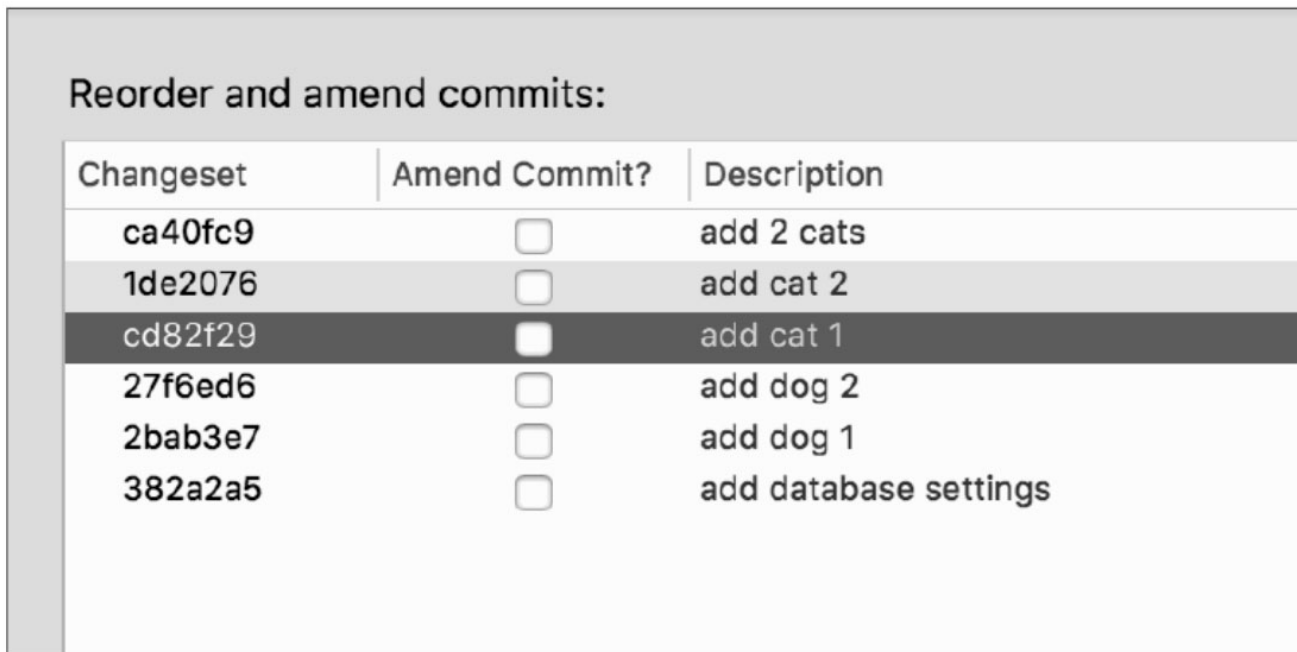 Reorder and amend commits:
Changeset Amend Commit? Description
ca40fc9 add 2 cats
1de2076 add cat 2
cd82f29 add cat 1
27f6ed6 add dog 2
2bab3e7 add dog 1
382a2a5 add database settings